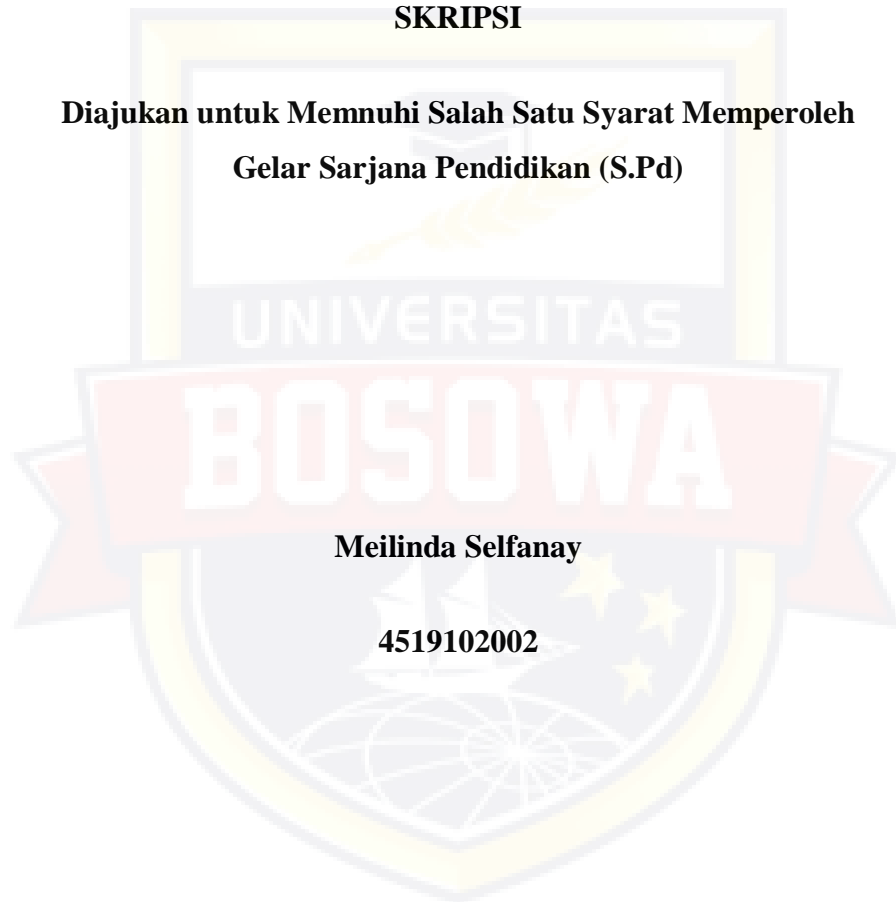 SKRIPSI
Diajukan untuk Memnuhi Salah Satu Syarat Memperoleh
Gelar Sarjana Pendidikan (S.Pd)
UNIVERSITAS
BOSOWA
Meilinda Selfanay
4519102002